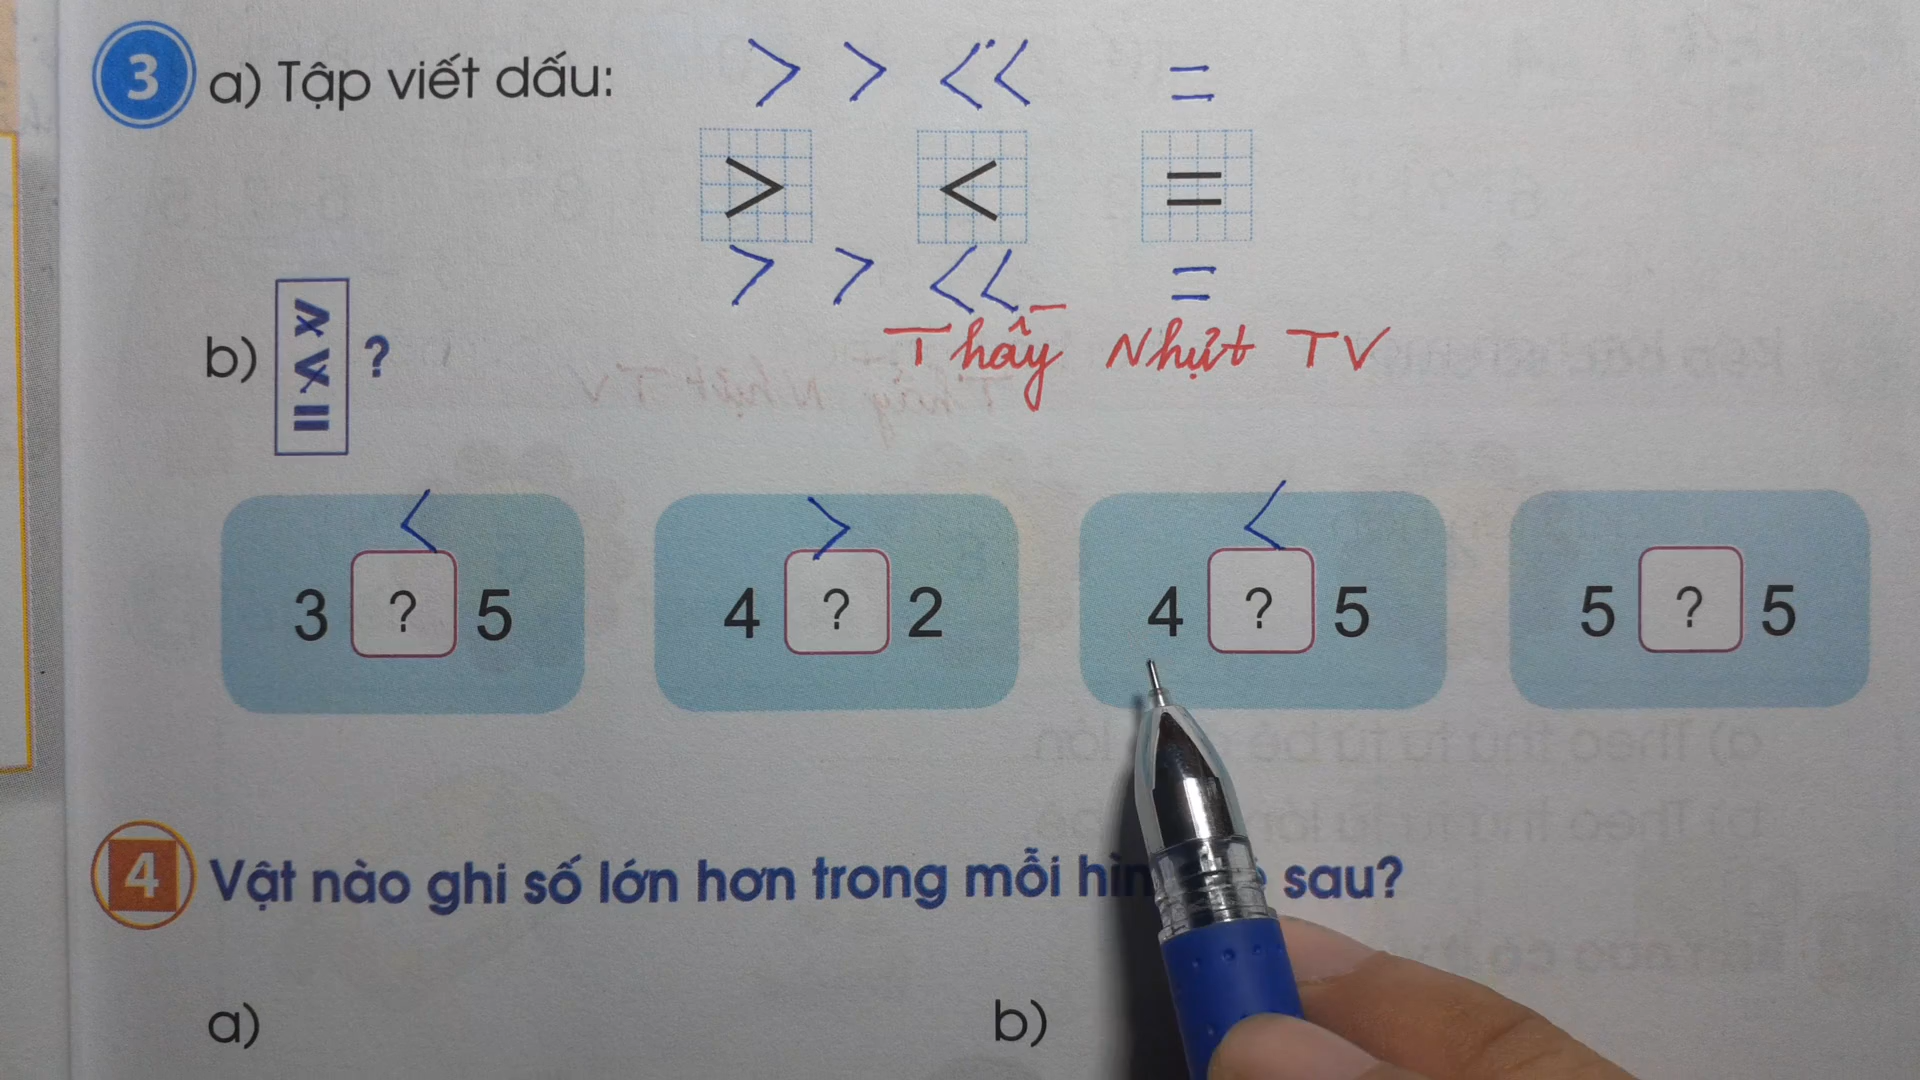 3 a) Tập viết dấu: > > < < =
> < =
> > < < =
b) > < = ?
Thầy Nhựt TV
< > <
3 ? 5 4 ? 2 4 ? 5 5 ? 5
4 Vật nào ghi số lớn hơn trong mỗi sau?
a) b)